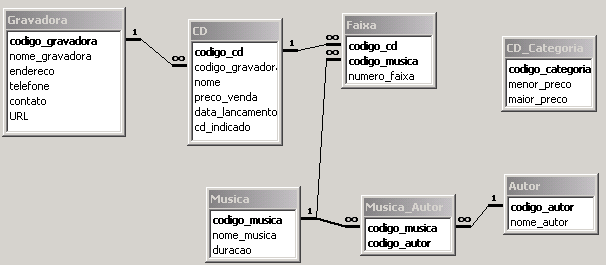 Gravadora
codigo_gravadora
nome_gravadora
endereco
telefone
contato
URL
1
∞
CD
codigo_cd
codigo_gravadora
nome
preco_venda
data_lancamento
cd_indicado
1
∞
∞
Faixa
codigo_cd
codigo_musica
numero_faixa
CD_Categoria
codigo_categoria
menor_preco
maior_preco
Musica
codigo_musica
nome_musica
duracao
1
∞
Musica_Autor
codigo_musica
codigo_autor
∞
1
Autor
codigo_autor
nome_autor